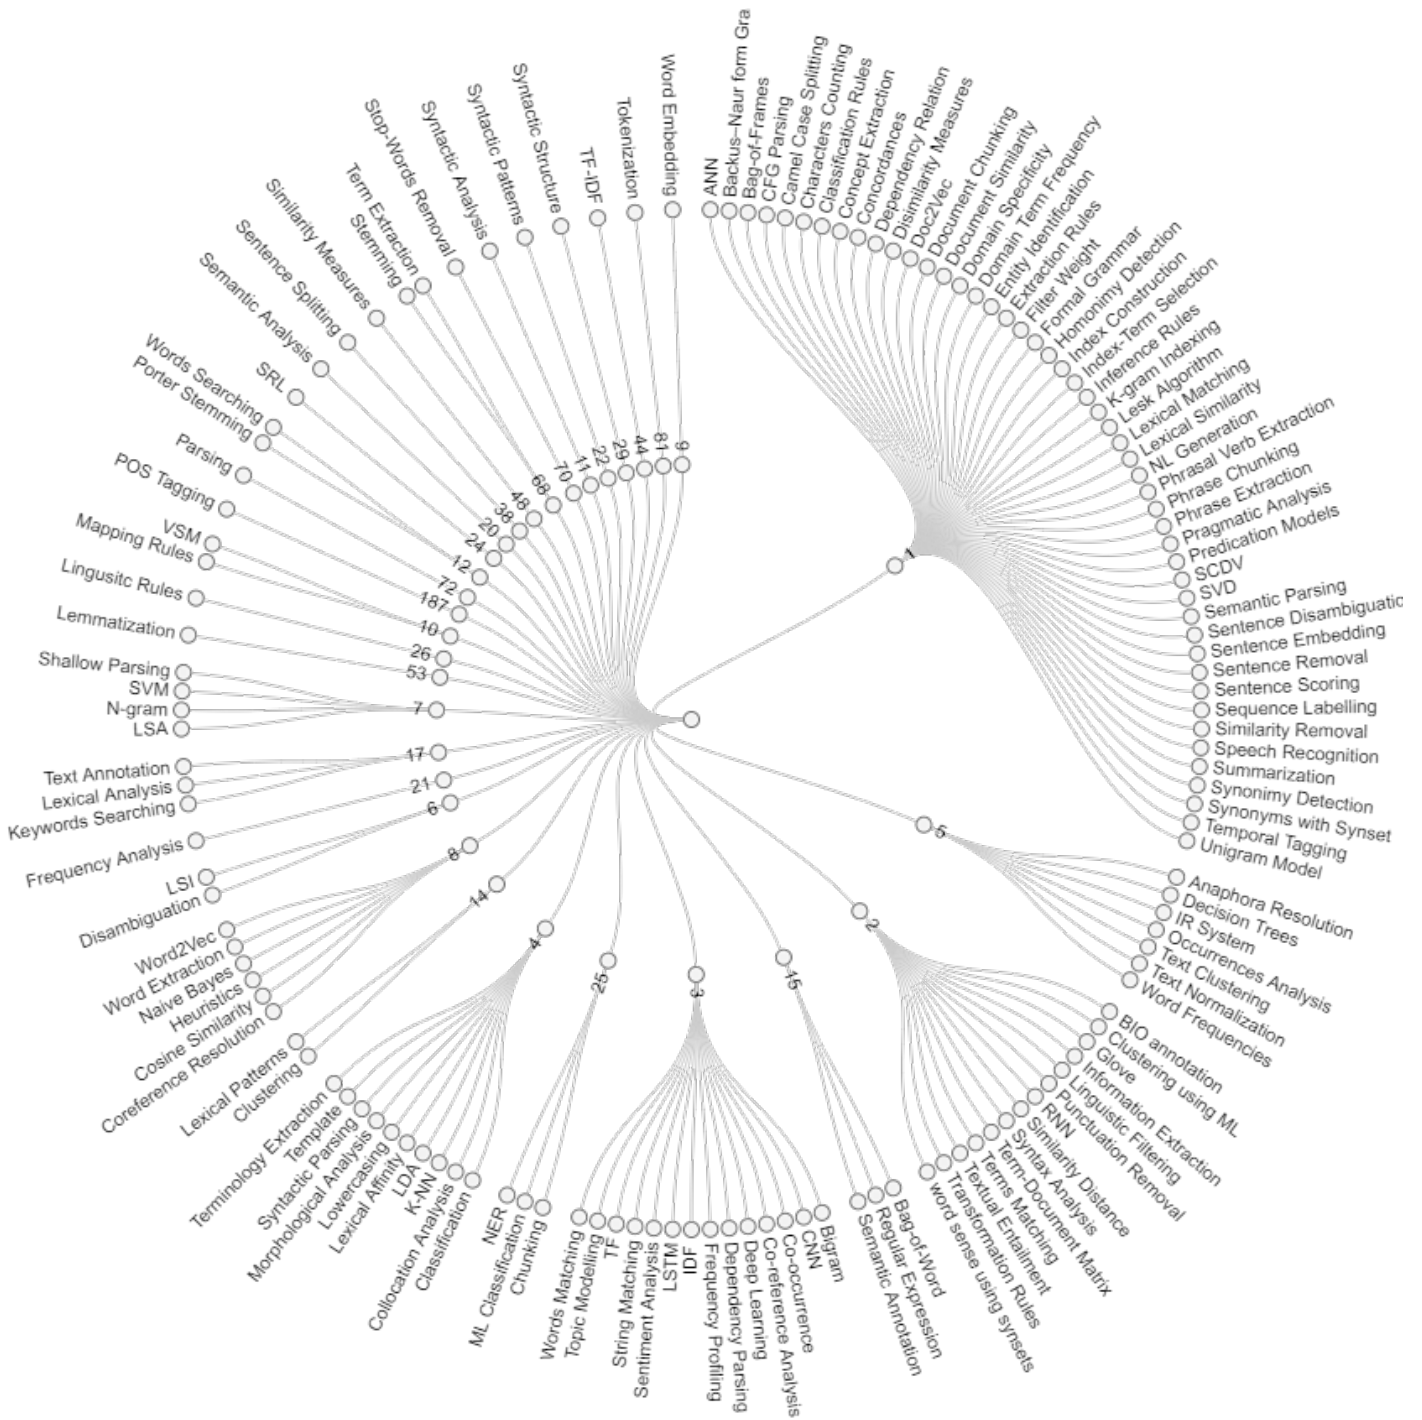 ANN
Backus–Naur form Gra
Bag-of-Frames
CFG Parsing
Camel Case Splitting
Characters Counting
Classification Rules
Concept Extraction
Concordances
Dependency Relation
Disimilarity Measures
Doc2Vec
Document Chunking
Document Similarity
Domain Specificity
Domain Term Frequency
Entity Identification
Extraction Rules
Filter Weight
Formal Grammar
Homonimy Detection
Index Construction
Index-Term Selection
Inference Rules
K-gram Indexing
Lesk Algorithm
Lexical Matching
Lexical Similarity
NL Generation
Phrasal Verb Extraction
Phrase Chunking
Phrase Extraction
Pragmatic Analysis
Predication Models
SCDV
SVD
Semantic Parsing
Sentence Disambiguatio
Sentence Embedding
Sentence Removal
Sentence Scoring
Sequence Labelling
Similarity Removal
Speech Recognition
Summarization
Synonimy Detection
Synonyms with Synset
Temporal Tagging
Unigram Model
1
5
Anaphora Resolution
Decision Trees
IR System
Occurrences Analysis
Text Clustering
Text Normalization
Word Frequencies
2
BIO annotation
Clustering using ML
Glove
Information Extraction
Linguistic Filtering
Punctuation Removal
RNN
Similarity Distance
Syntax Analysis
Term-Document Matrix
Terms Matching
Textual Entailment
Transformation Rules
word sense using synsets
15
Bag-of-Word
Regular Expression
Semantic Annotation
3
Bigram
CNN
Co-occurrence
Co-reference Analysis
Deep Learning
Dependency Parsing
Frequency Profiling
IDF
LSTM
Sentiment Analysis
String Matching
TF
Topic Modelling
Words Matching
25
Chunking
ML Classification
NER
4
Classification
Collocation Analysis
K-NN
LDA
Lexical Affinity
Lowercasing
Morphological Analysis
Syntactic Parsing
Template
Terminology Extraction
14
Clustering
Lexical Patterns
8
Coreference Resolution
Cosine Similarity
Heuristics
Naive Bayes
Word Extraction
Word2Vec
6
Disambiguation
LSI
21
Frequency Analysis
17
Keywords Searching
Lexical Analysis
Text Annotation
7
LSA
N-gram
SVM
Shallow Parsing
53
Lemmatization
26
Lingusitc Rules
10
Mapping Rules
VSM
187
POS Tagging
72
Parsing
12
Porter Stemming
Words Searching
24
SRL
20
Semantic Analysis
38
Sentence Splitting
48
Similarity Measures
68
Stemming
Term Extraction
70
Stop-Words Removal
11
Syntactic Analysis
22
Syntactic Patterns
29
Syntactic Structure
44
TF-IDF
81
Tokenization
9
Word Embedding